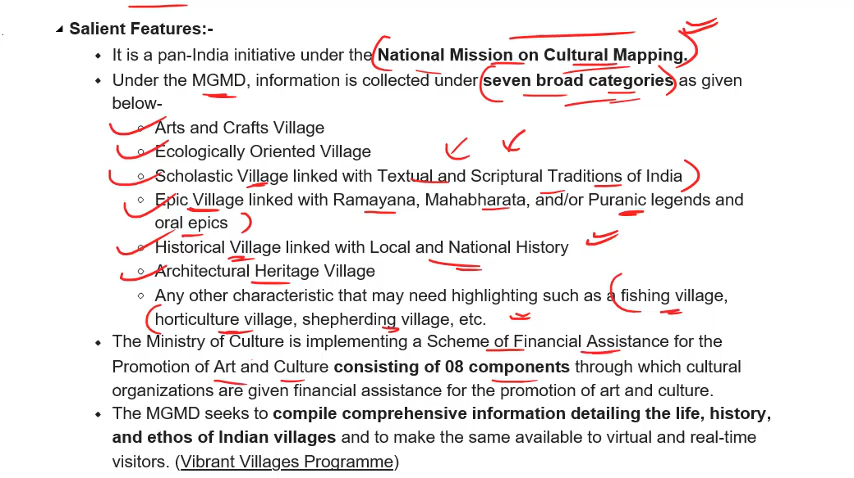 Salient Features:-
It is a pan-India initiative under the National Mission on Cultural Mapping.
Under the MGMD, information is collected under seven broad categories as given
below-
Arts and Crafts Village
Ecologically Oriented Village
Scholastic Village linked with Textual and Scriptural Traditions of India
Epic Village linked with Ramayana, Mahabharata, and/or Puranic legends and
oral epics
Historical Village linked with Local and National History
Architectural Heritage Village
Any other characteristic that may need highlighting such as a fishing village,
horticulture village, shepherding village, etc.
The Ministry of Culture is implementing a Scheme of Financial Assistance for the
Promotion of Art and Culture consisting of 08 components through which cultural
organizations are given financial assistance for the promotion of art and culture.
The MGMD seeks to compile comprehensive information detailing the life, history,
and ethos of Indian villages and to make the same available to virtual and real-time
visitors. (Vibrant Villages Programme)